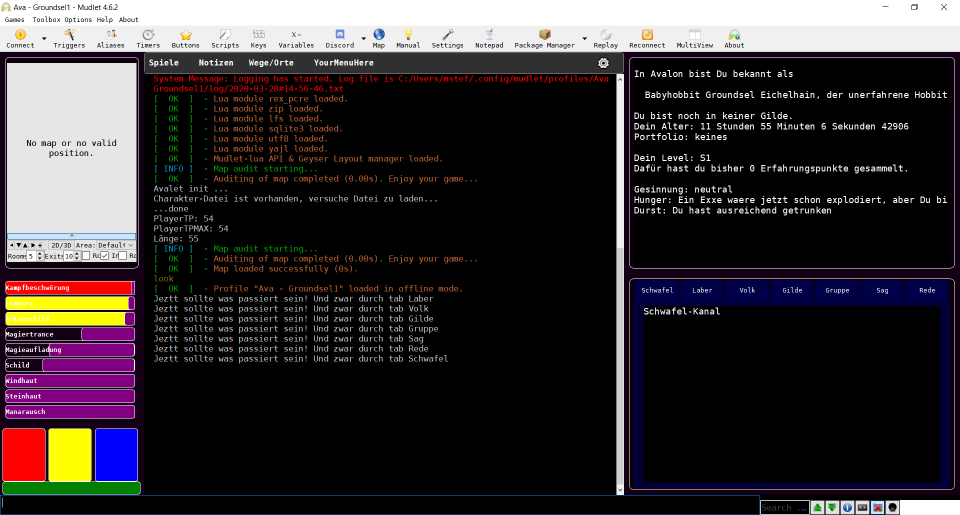 Ava - Groundsel1 - Mudlet 4.6.2
Games Toolbox Options Help About
Connect Triggers Aliases Timers Buttons Scripts Keys Variables Discord Map Manual Settings Notepad Package Manager Replay Reconnect MultiView About
No map or no valid
position.
2D/3D Area: Defaul
Rooms 5 Exits 10 Ro In Ro
Kampfbeschwörung
Magiertrance
Magieaufladung
Schild
Windhaut
Steinhaut
Manarausch
Spiele Notizen Wege/Orte YourMenuHere
System Message: Logging has started. Log file is C:/Users/mstef/.config/mudlet/profiles/Ava
Groundsel1/log/2020-03-28#14-56-46.txt
[  OK  ]  - Lua module rex_pcre loaded.
[  OK  ]  - Lua module zip loaded.
[  OK  ]  - Lua module lfs loaded.
[  OK  ]  - Lua module sqlite3 loaded.
[  OK  ]  - Lua module utf8 loaded.
[  OK  ]  - Lua module yajl loaded.
[  OK  ]  - Mudlet-lua API & Geyser Layout manager loaded.
[ INFO ]  - Map audit starting...
[  OK  ]  - Auditing of map completed (0.00s). Enjoy your game...
Avalet init ...
Charakter-Datei ist vorhanden, versuche Datei zu laden...
...done
PlayerTP: 54
PlayerTPMAX: 54
Länge: 55
[ INFO ]  - Map audit starting...
[  OK  ]  - Auditing of map completed (0.00s). Enjoy your game...
[  OK  ]  - Map loaded successfully (0s).
look
[  OK  ]  - Profile "Ava - Groundsel1" loaded in offline mode.
Jeztt sollte was passiert sein! Und zwar durch tab Laber
Jeztt sollte was passiert sein! Und zwar durch tab Volk
Jeztt sollte was passiert sein! Und zwar durch tab Gilde
Jeztt sollte was passiert sein! Und zwar durch tab Gruppe
Jeztt sollte was passiert sein! Und zwar durch tab Sag
Jeztt sollte was passiert sein! Und zwar durch tab Rede
Jeztt sollte was passiert sein! Und zwar durch tab Schwafel
In Avalon bist Du bekannt als
Babyhobbit Groundsel Eichelhain, der unerfahrene Hobbit
Du bist noch in keiner Gilde.
Dein Alter: 11 Stunden 55 Minuten 6 Sekunden 42906
Portfolio: keines
Dein Level: S1
Dafür hast du bisher 0 Erfahrungspunkte gesammelt.
Gesinnung: neutral
Hunger: Ein Exxe waere jetzt schon explodiert, aber Du bi
Durst: Du hast ausreichend getrunken
Schwafel Laber Volk Gilde Gruppe Sag Rede
Schwafel-Kanal
Search ...